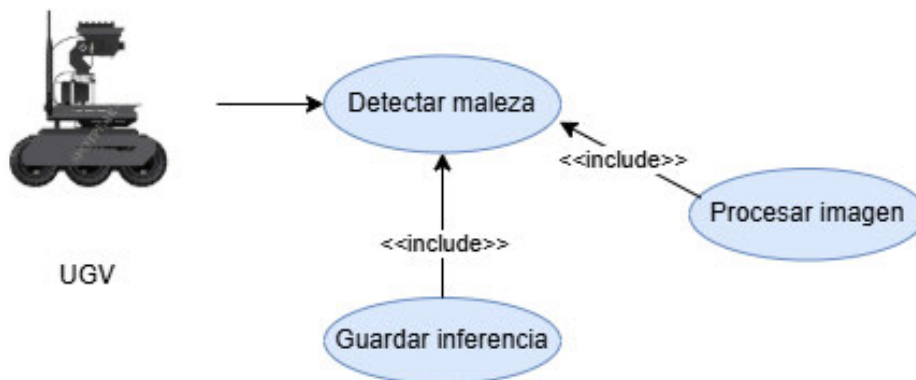 Detectar maleza
<<include>>
Procesar imagen
<<include>>
UGV
Guardar inferencia